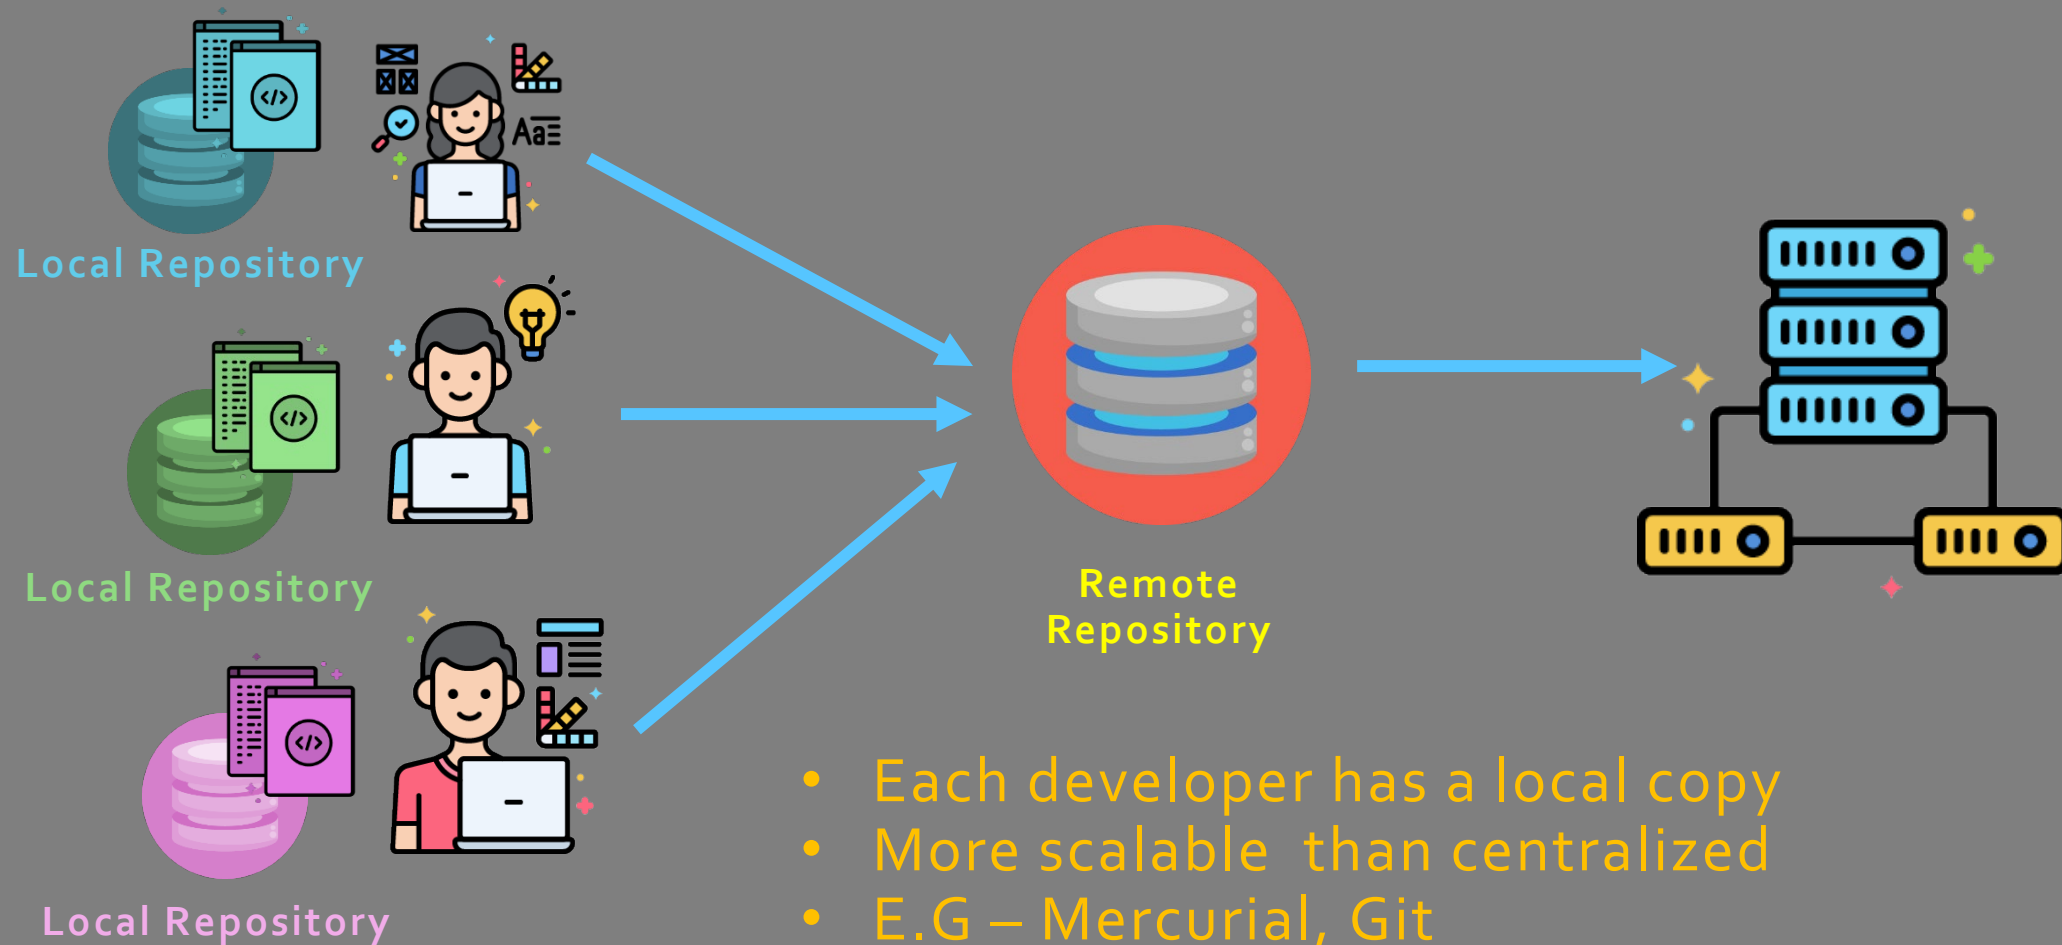 Aa
Local Repository
Local Repository
Local Repository
Remote
Repository
• Each developer has a local copy
• More scalable than centralized
• E.G – Mercurial, Git